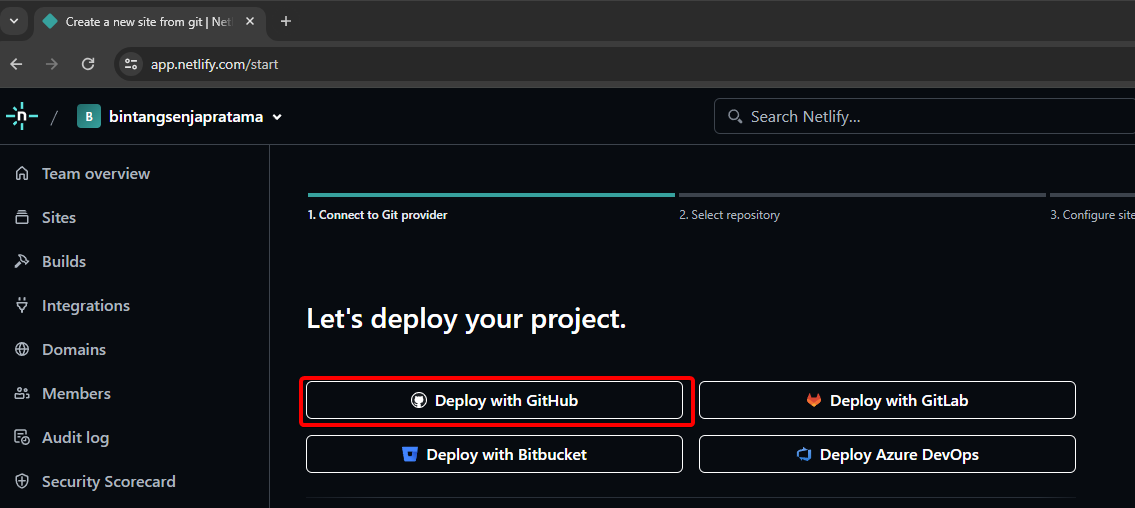 Create a new site from git | Netl
app.netlify.com/start
n / B bintangsenjapratama
Search Netlify...
Team overview
Sites
Builds
Integrations
Domains
Members
Audit log
Security Scorecard
1. Connect to Git provider
2. Select repository
3. Configure site
Let's deploy your project.
Deploy with GitHub
Deploy with GitLab
Deploy with Bitbucket
Deploy Azure DevOps